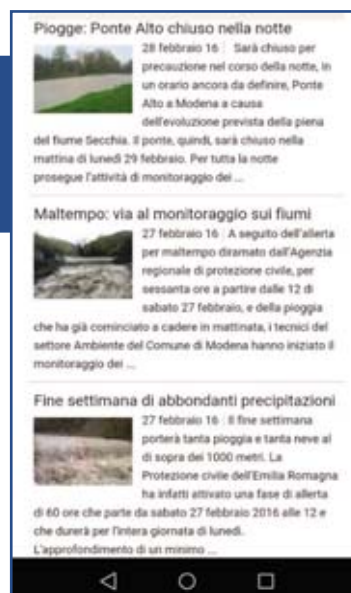 Piogge: Ponte Alto chiuso nella notte
28 febbraio 16 | Sarà chiuso per
precauzione nel corso della notte, in
un orario ancora da definire, Ponte
Alto a Modena a causa
dell'evoluzione prevista della piena
del fiume Secchia. Il ponte, quindi, sarà chiuso nella
mattina di lunedì 29 febbraio. Per tutta la notte
prosegue l'attività di monitoraggio dei ...
Maltempo: via al monitoraggio sui fiumi
27 febbraio 16 | A seguito dell'allerta
per maltempo diramato dall'Agenzia
regionale di protezione civile, per
sessanta ore a partire dalle 12 di
sabato 27 febbraio, e della pioggia
che ha già cominciato a cadere in mattinata, i tecnici del
settore Ambiente del Comune di Modena hanno iniziato il
monitoraggio dei ...
Fine settimana di abbondanti precipitazioni
27 febbraio 16 | Il fine settimana
porterà tanta pioggia e tanta neve al
di sopra dei 1000 metri. La
Protezione civile dell'Emilia Romagna
ha infatti attivato una fase di allerta
di 60 ore che parte da sabato 27 febbraio 2016 alle 12 e
che durerà per l'intera giornata di lunedì.
L'approfondimento di un minimo ...